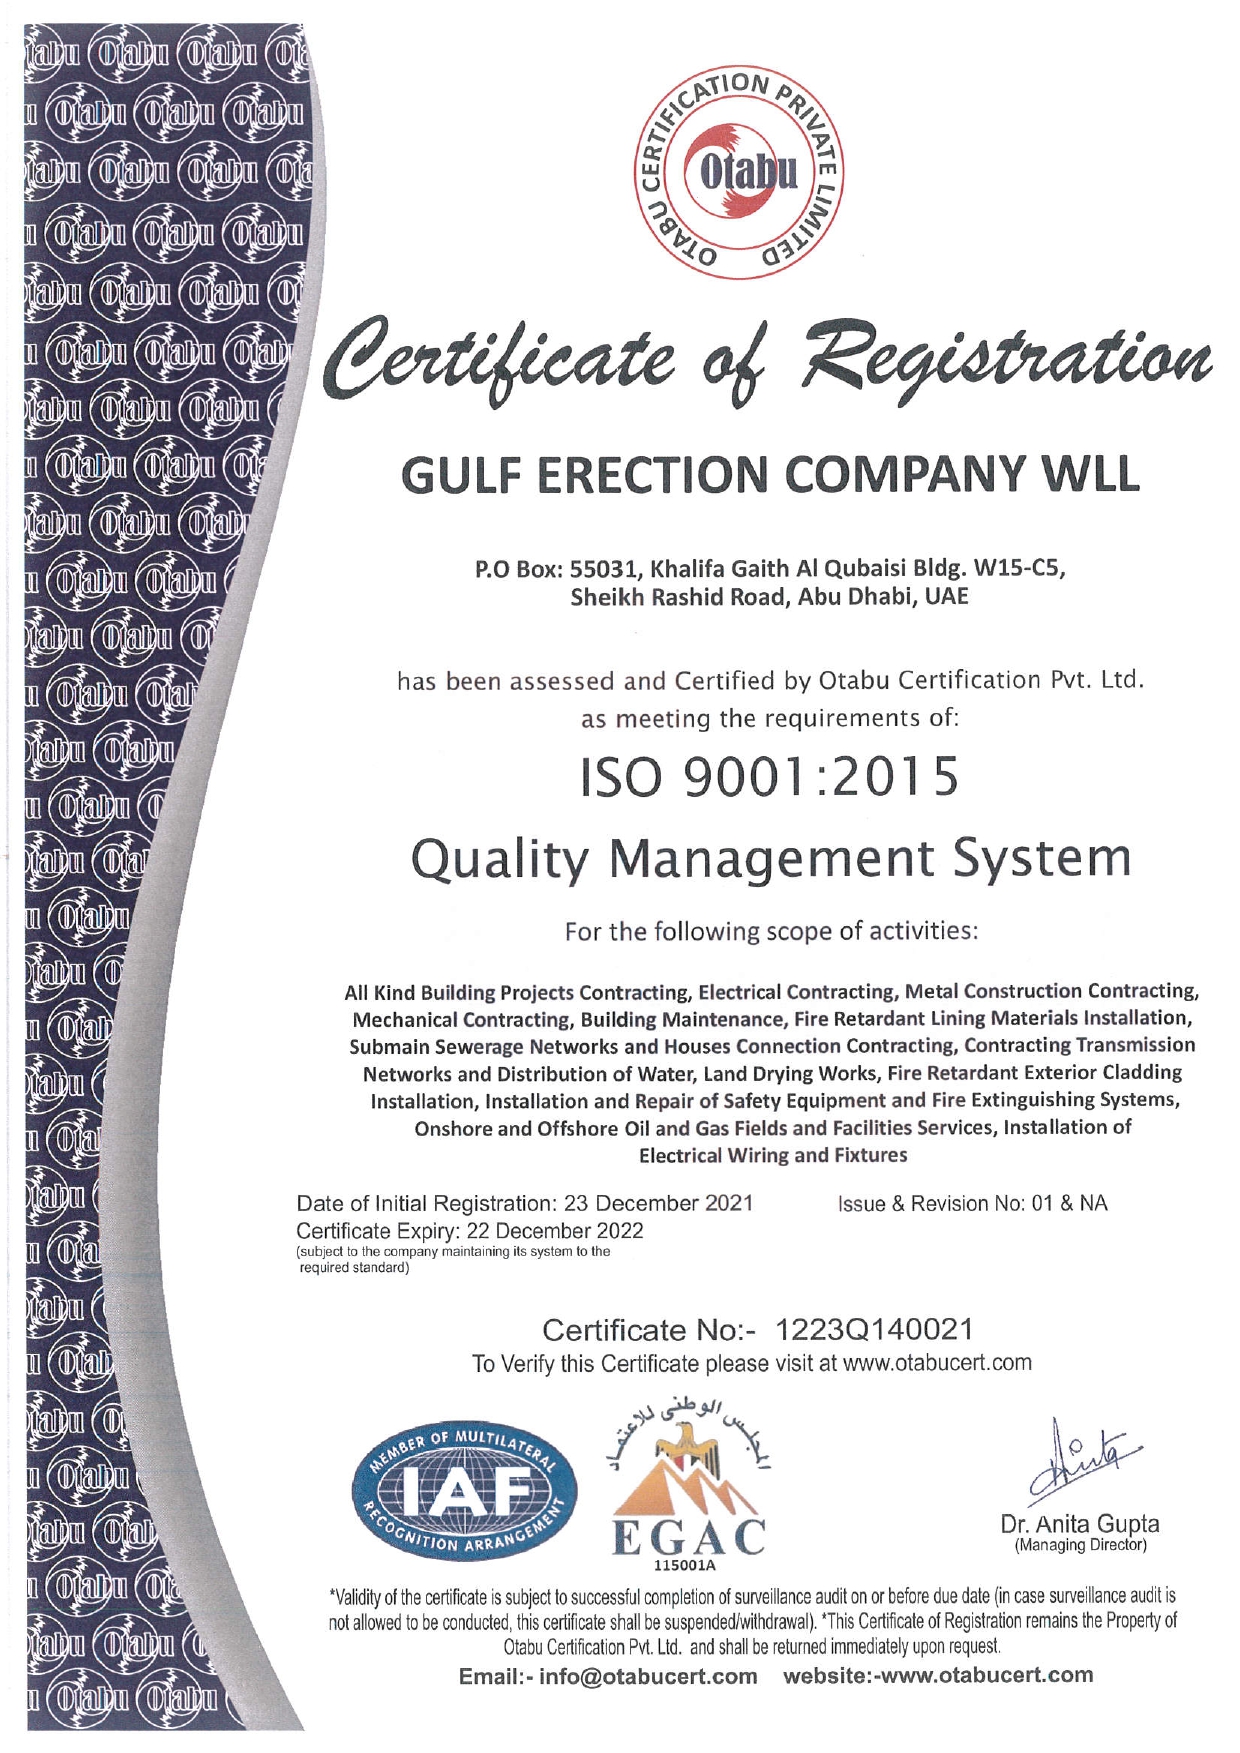 OTABU CERTIFICATION PRIVATE LIMITED
Otabu
Certificate of Registration
GULF ERECTION COMPANY WLL
P.O Box: 55031, Khalifa Gaith Al Qubaisi Bldg. W15-C5,
Sheikh Rashid Road, Abu Dhabi, UAE
has been assessed and Certified by Otabu Certification Pvt. Ltd.
as meeting the requirements of:
ISO 9001:2015
Quality Management System
For the following scope of activities:
All Kind Building Projects Contracting, Electrical Contracting, Metal Construction Contracting,
Mechanical Contracting, Building Maintenance, Fire Retardant Lining Materials Installation,
Submain Sewerage Networks and Houses Connection Contracting, Contracting Transmission
Networks and Distribution of Water, Land Drying Works, Fire Retardant Exterior Cladding
Installation, Installation and Repair of Safety Equipment and Fire Extinguishing Systems,
Onshore and Offshore Oil and Gas Fields and Facilities Services, Installation of
Electrical Wiring and Fixtures
Date of Initial Registration: 23 December 2021 Issue & Revision No: 01 & NA
Certificate Expiry: 22 December 2022
(subject to the company maintaining its system to the
required standard)
Certificate No:- 1223Q140021
To Verify this Certificate please visit at www.otabucert.com
MEMBER OF MULTILATERAL
IAF
RECOGNITION ARRANGEMENT
المجلس الوطنى للاعتماد
EGAC
115001A
Anita
Dr. Anita Gupta
(Managing Director)
*Validity of the certificate is subject to successful completion of surveillance audit on or before due date (in case surveillance audit is
not allowed to be conducted, this certificate shall be suspended/withdrawal). *This Certificate of Registration remains the Property of
Otabu Certification Pvt. Ltd. and shall be returned immediately upon request.
Email:- info@otabucert.com website:-www.otabucert.com